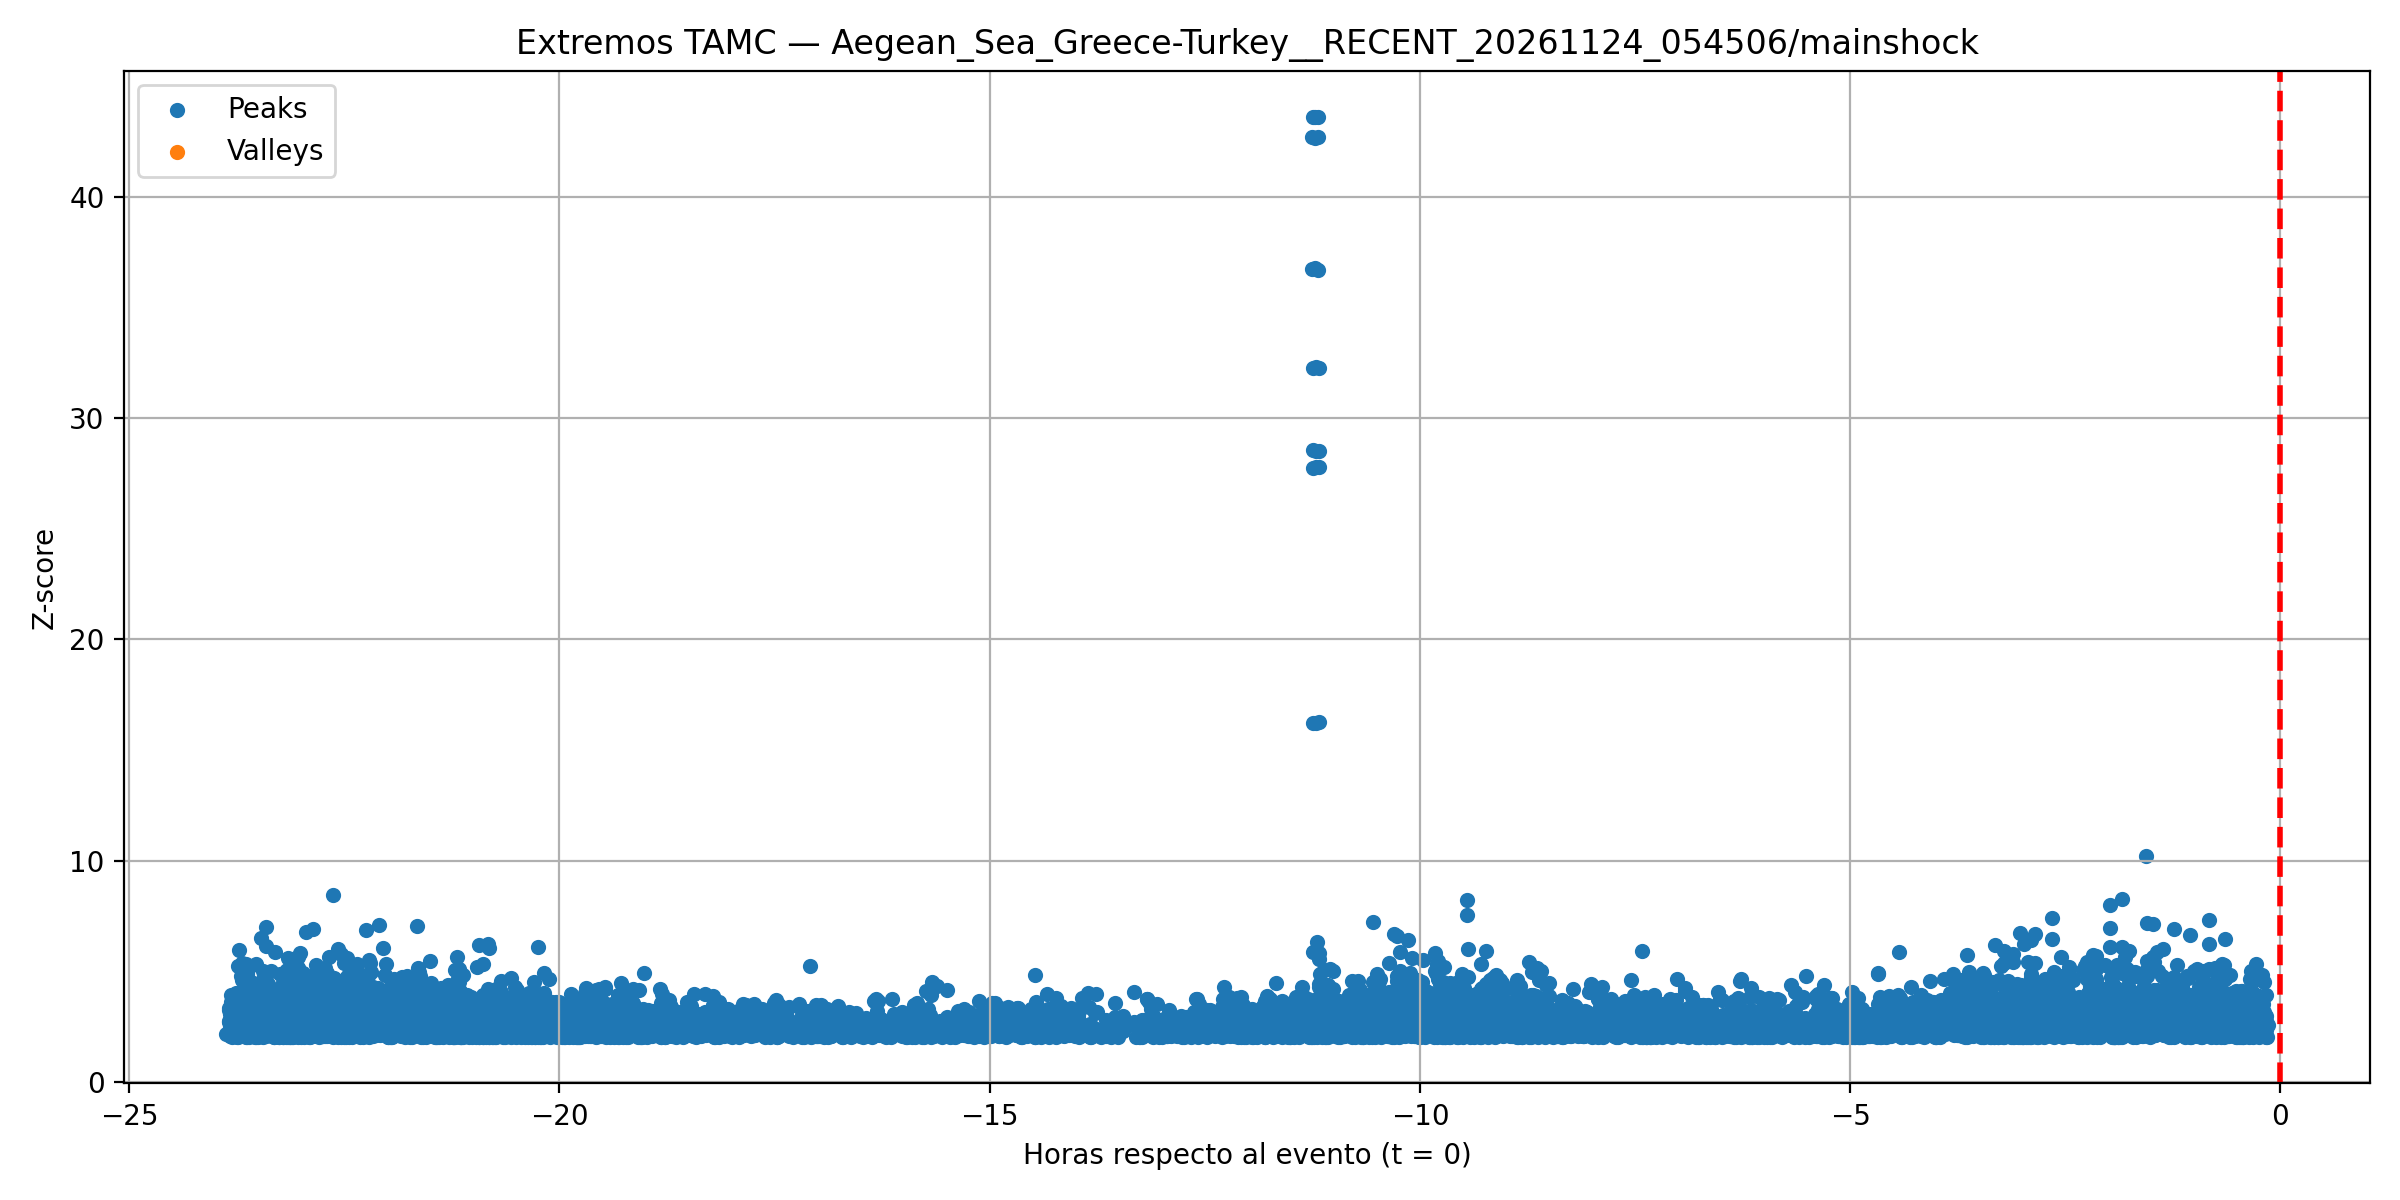 Extremos TAMC — Aegean_Sea_Greece-Turkey__RECENT_20261124_054506/mainshock
Peaks
Valleys
Z-score
40
30
20
10
0
−25
−20
−15
−10
−5
0
Horas respecto al evento (t = 0)